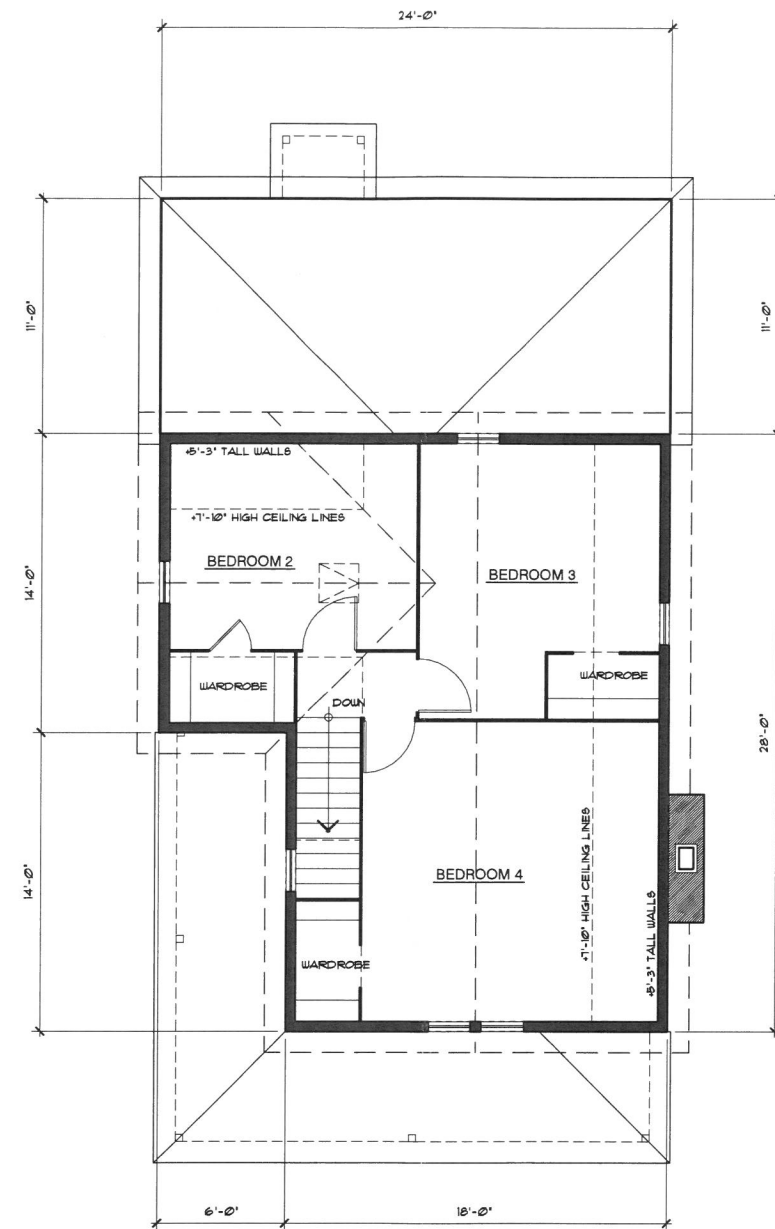 24'-0"
11'-0"
11'-0"
+5'-3" TALL WALLS
+7'-10" HIGH CEILING LINES
BEDROOM 2
BEDROOM 3
14'-0"
WARDROBE
WARDROBE
DOWN
28'-0"
BEDROOM 4
14'-0"
+7'-10" HIGH CEILING LINES
+5'-3" TALL WALLS
WARDROBE
6'-0"
18'-0"